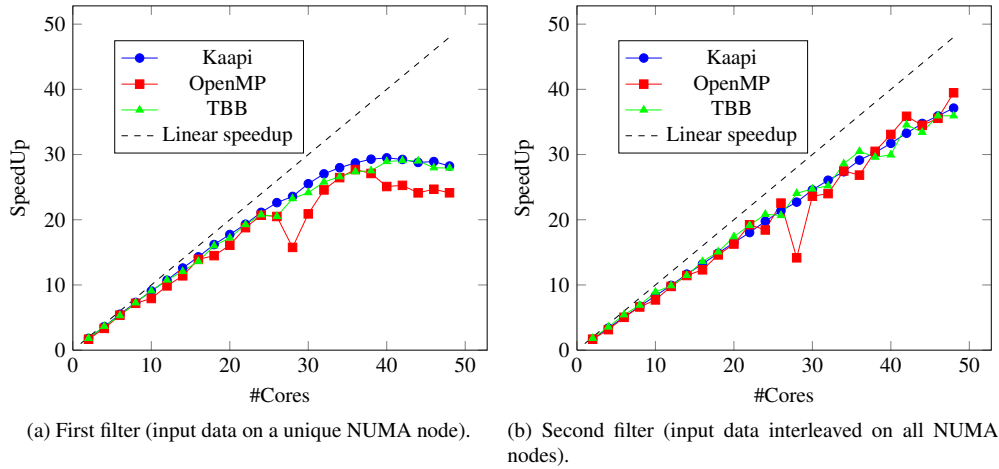 50
40
30
20
10
0
SpeedUp
Kaapi
OpenMP
TBB
Linear speedup
0 10 20 30 40 50
#Cores
(a) First filter (input data on a unique NUMA node).
50
40
30
20
10
0
SpeedUp
Kaapi
OpenMP
TBB
Linear speedup
0 10 20 30 40 50
#Cores
(b) Second filter (input data interleaved on all NUMA
nodes).